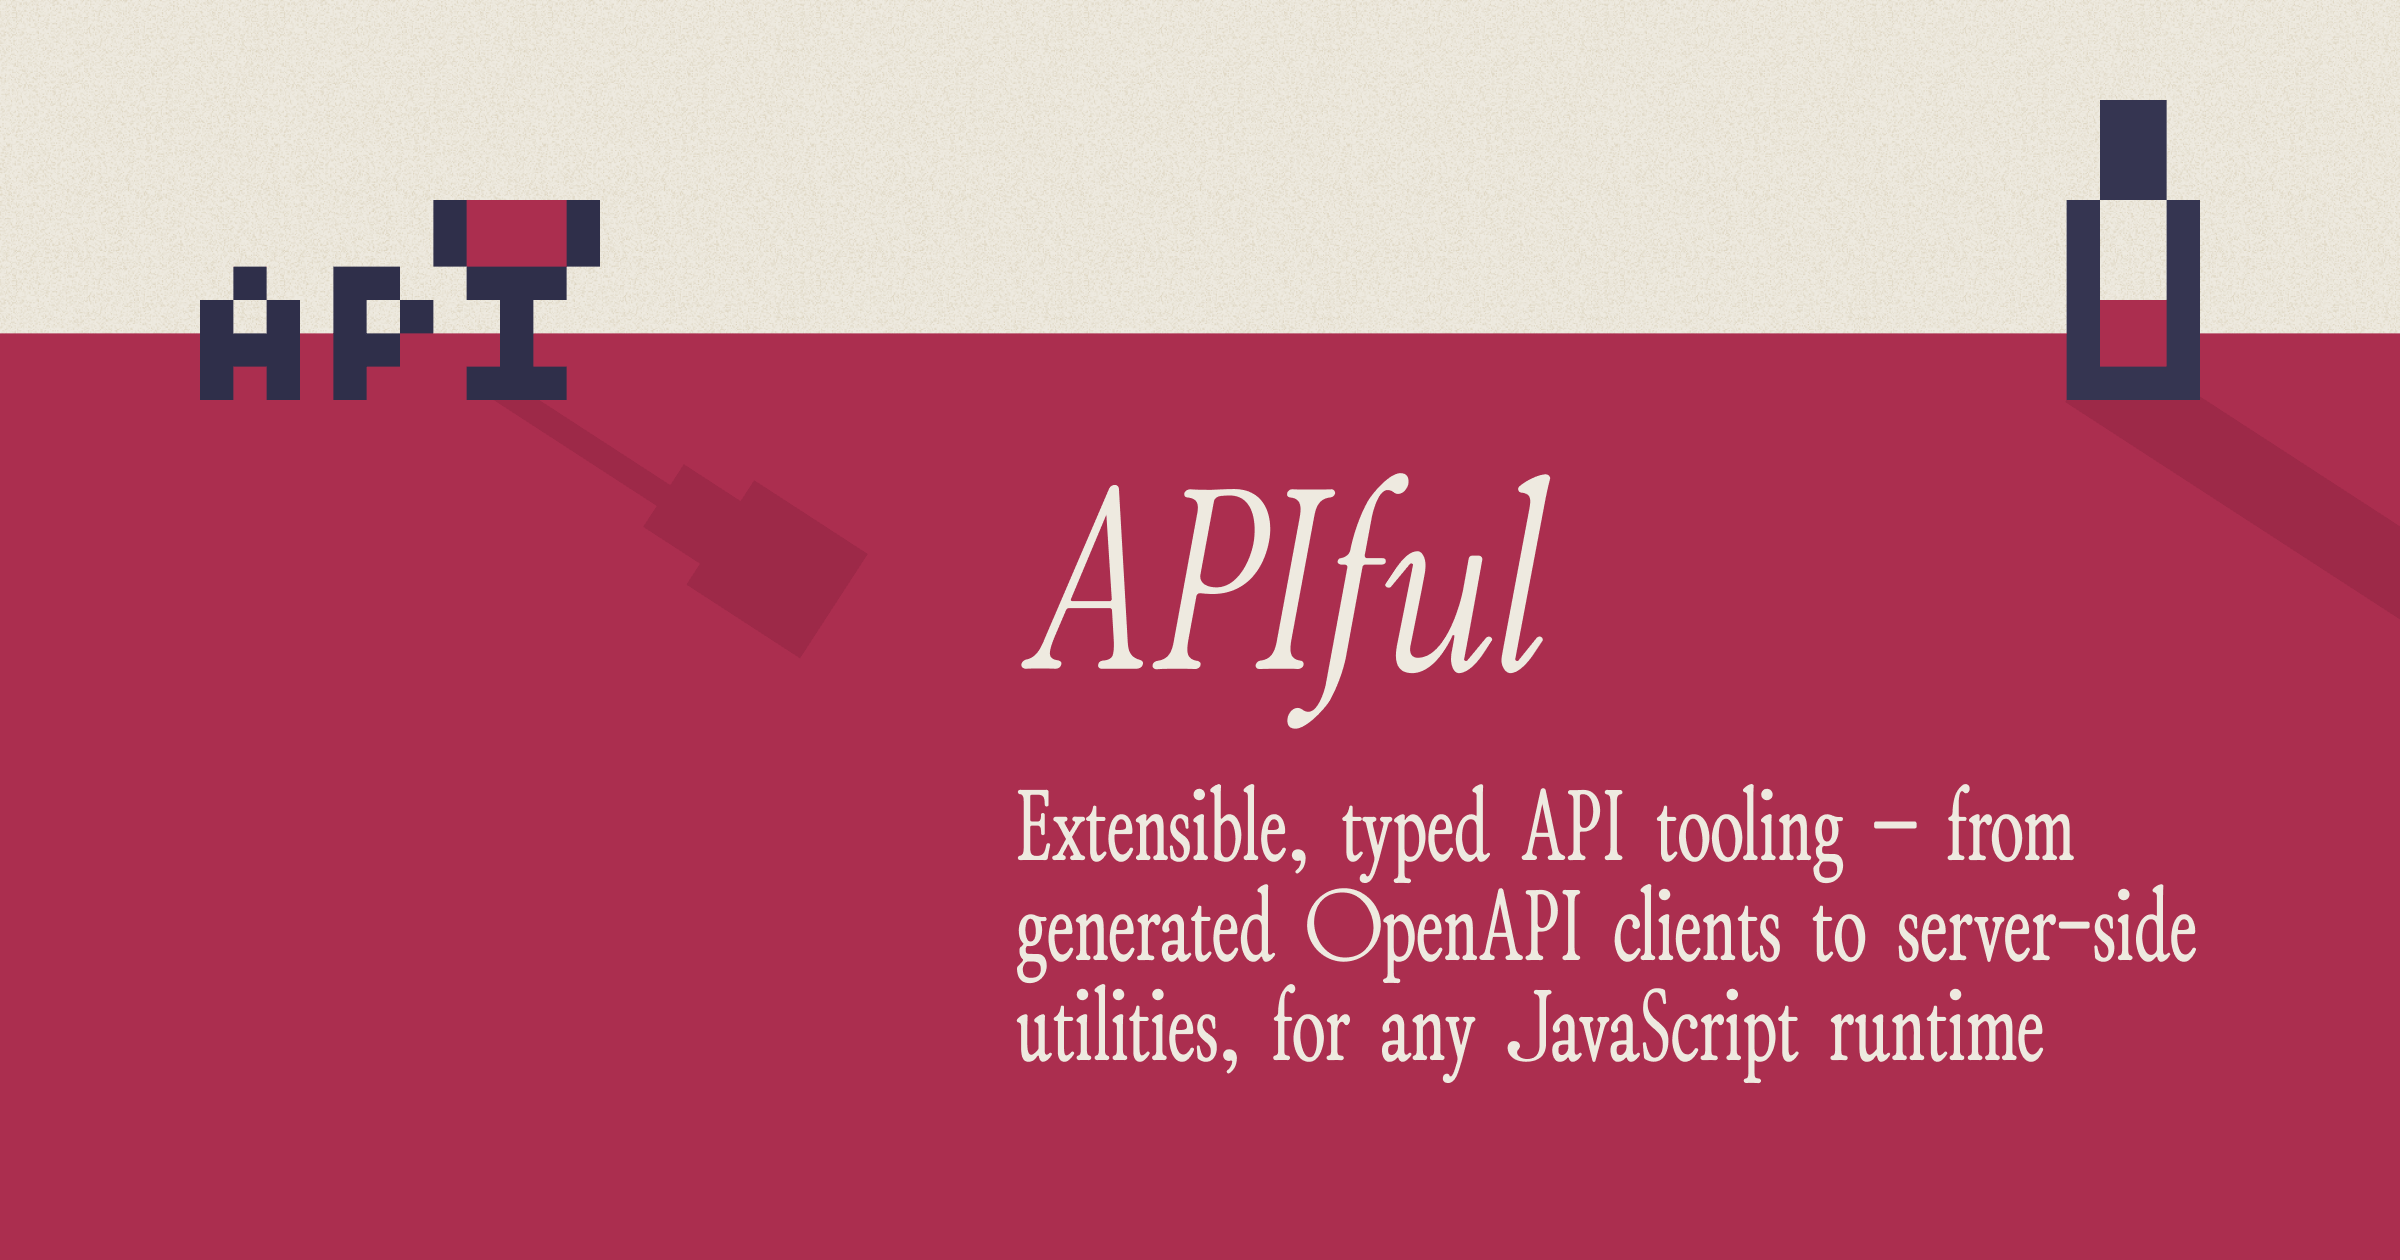 API
APIful
Extensible, typed API tooling – from
generated OpenAPI clients to server-side
utilities, for any JavaScript runtime